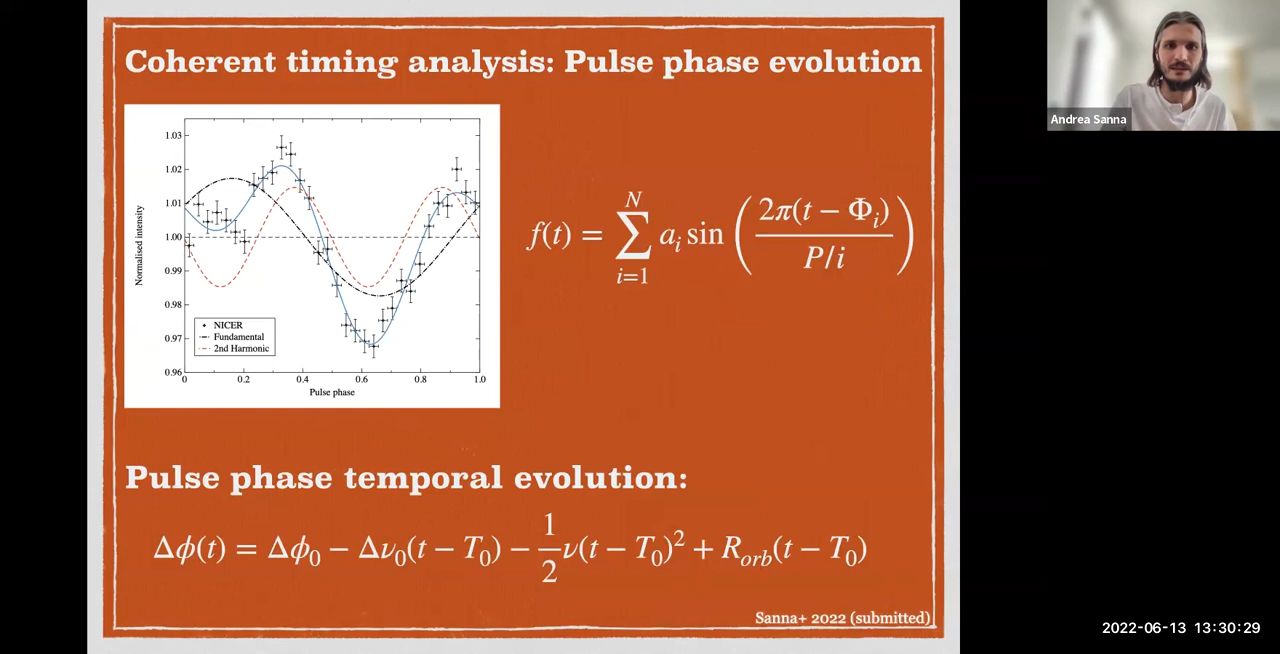 Coherent timing analysis: Pulse phase evolution
1.03
1.02
1.01
1.00
0.99
0.98
0.97
0.96
Normalised intensity
NICER
Fundamental
2nd Harmonic
0 0.2 0.4 0.6 0.8 1.0
Pulse phase
f(t) = ∑_{i=1}^{N} a_i sin ( 2π(t − Φ_i) / P/i )
Pulse phase temporal evolution:
Δϕ(t) = Δϕ_0 − Δν_0(t − T_0) − 1/2 ν(t − T_0)² + R_{orb}(t − T_0)
Sanna+ 2022 (submitted)
Andrea Sanna
2022-06-13 13:30:29